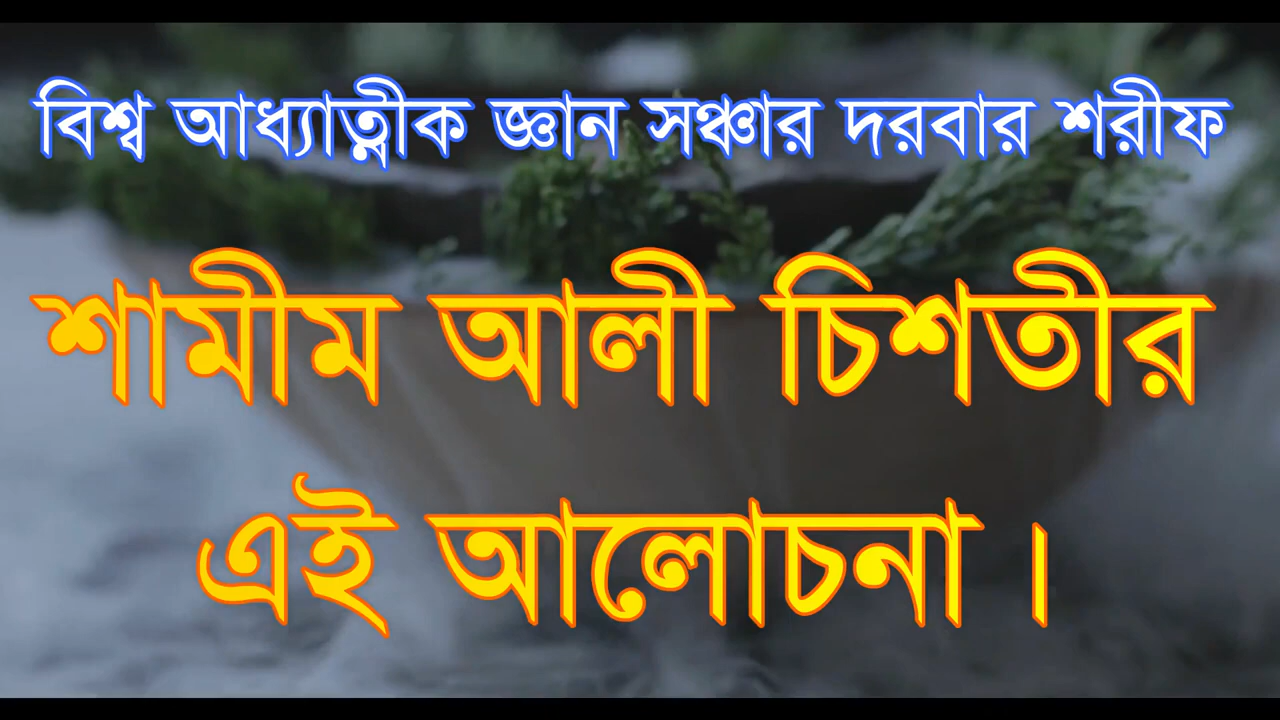 বিশ্ব আধ্যাত্নীক জ্ঞান সঞ্চার দরবার শরীফ
শামীম আলী চিশতীর
এই আলোচনা ।